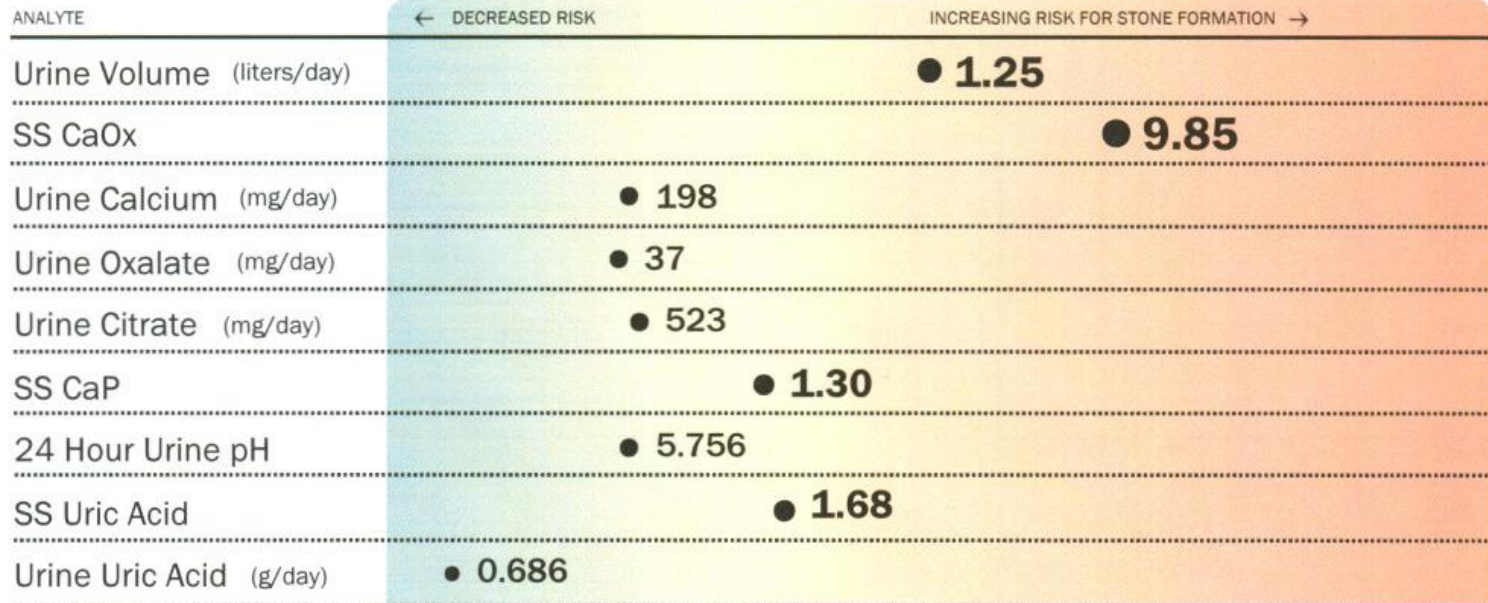 ANALYTE ← DECREASED RISK INCREASING RISK FOR STONE FORMATION →
Urine Volume (liters/day) 1.25
SS CaOx 9.85
Urine Calcium (mg/day) 198
Urine Oxalate (mg/day) 37
Urine Citrate (mg/day) 523
SS CaP 1.30
24 Hour Urine pH 5.756
SS Uric Acid 1.68
Urine Uric Acid (g/day) 0.686